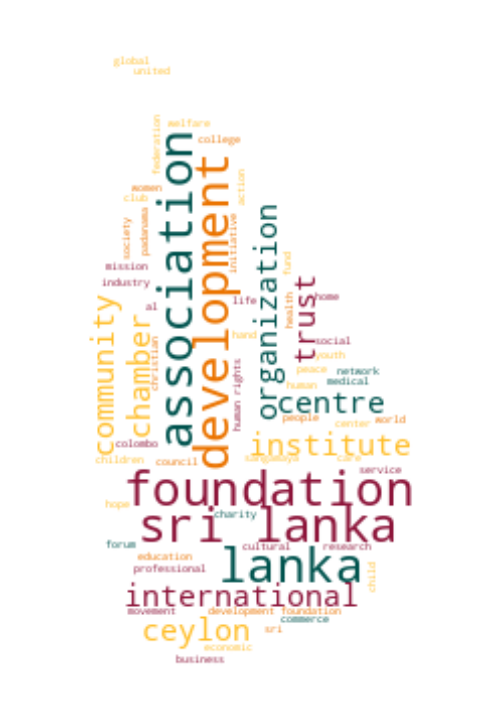 global
united
welfare
federation
college
association
development
women
club
action
padanama
society
organization
initiative
fund
mission
industry
trust
health
home
al
life
community
chamber
hand
social
christian
youth
human rights
peace
network
human
medical
centre
people
world
center
colombo
institute
children
council
sangamaya
care
service
foundation
hope
charity
sri lanka
forum
cultural
research
lanka
education
professional
child
international
movement
development foundation
commerce
ceylon
sri
economic
business